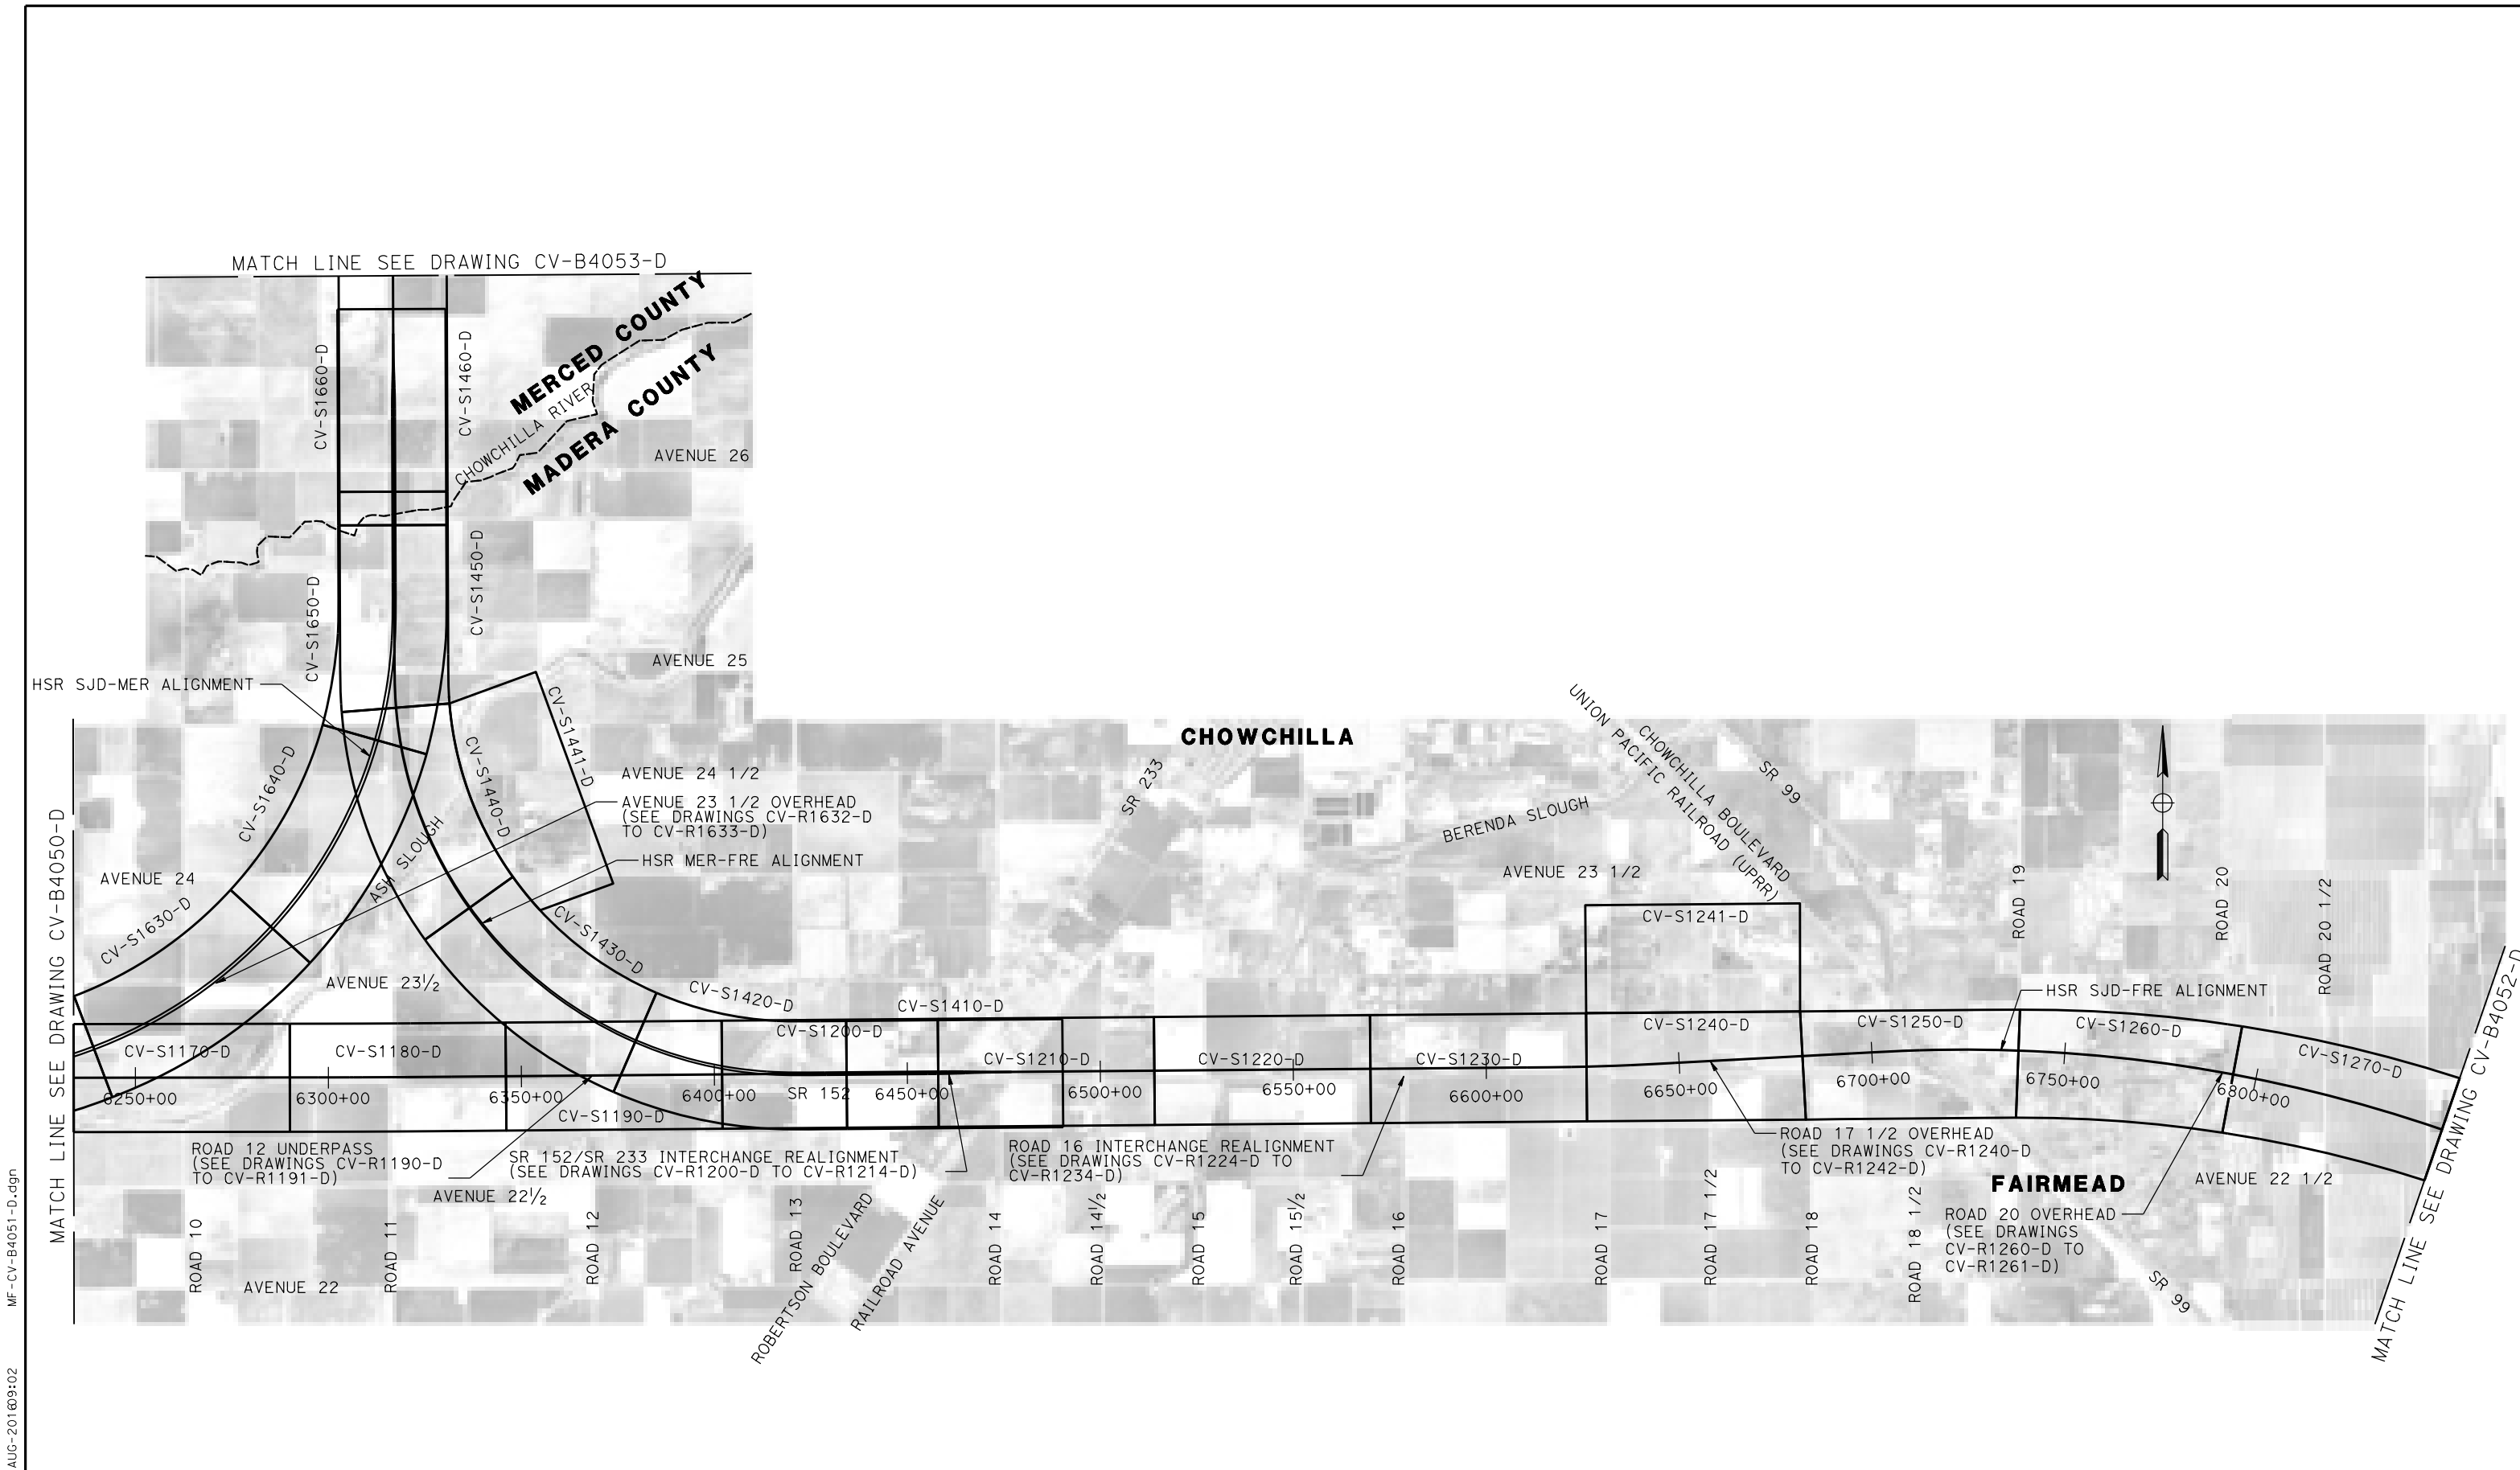 MATCH LINE SEE DRAWING CV-B4053-D
MERCED COUNTY
CHOWCHILLA RIVER
MADERA COUNTY
CV-S1660-D
CV-S1460-D
AVENUE 26
CV-S1650-D
CV-S1450-D
AVENUE 25
HSR SJD-MER ALIGNMENT
CV-S1640-D
CV-S1440-D
CV-S1441-D
AVENUE 24 1/2
AVENUE 23 1/2 OVERHEAD
(SEE DRAWINGS CV-R1632-D
TO CV-R1633-D)
HSR MER-FRE ALIGNMENT
ASH SLOUGH
AVENUE 24
CV-S1630-D
CV-S1430-D
AVENUE 23½
CV-S1420-D
CV-S1410-D
CHOWCHILLA
SR 233
BERENDA SLOUGH
UNION PACIFIC RAILROAD (UPRR)
CHOWCHILLA BOULEVARD
SR 99
AVENUE 23 1/2
CV-S1241-D
ROAD 19
ROAD 20
ROAD 20 1/2
HSR SJD-FRE ALIGNMENT
MATCH LINE SEE DRAWING CV-B4050-D
MATCH LINE SEE DRAWING CV-B4052-D
CV-S1170-D
CV-S1180-D
CV-S1190-D
CV-S1200-D
CV-S1210-D
CV-S1220-D
CV-S1230-D
CV-S1240-D
CV-S1250-D
CV-S1260-D
CV-S1270-D
6250+00
6300+00
6350+00
6400+00
SR 152
6450+00
6500+00
6550+00
6600+00
6650+00
6700+00
6750+00
6800+00
ROAD 12 UNDERPASS
(SEE DRAWINGS CV-R1190-D
TO CV-R1191-D)
SR 152/SR 233 INTERCHANGE REALIGNMENT
(SEE DRAWINGS CV-R1200-D TO CV-R1214-D)
ROAD 16 INTERCHANGE REALIGNMENT
(SEE DRAWINGS CV-R1224-D TO
CV-R1234-D)
ROAD 17 1/2 OVERHEAD
(SEE DRAWINGS CV-R1240-D
TO CV-R1242-D)
FAIRMEAD
AVENUE 22 1/2
ROAD 20 OVERHEAD
(SEE DRAWINGS
CV-R1260-D TO
CV-R1261-D)
SR 99
AVENUE 22½
AVENUE 22
ROAD 10
ROAD 11
ROAD 12
ROAD 13
ROBERTSON BOULEVARD
RAILROAD AVENUE
ROAD 14
ROAD 14½
ROAD 15
ROAD 15½
ROAD 16
ROAD 17
ROAD 17 1/2
ROAD 18
ROAD 18 1/2
MF-CV-B4051-D.dgn